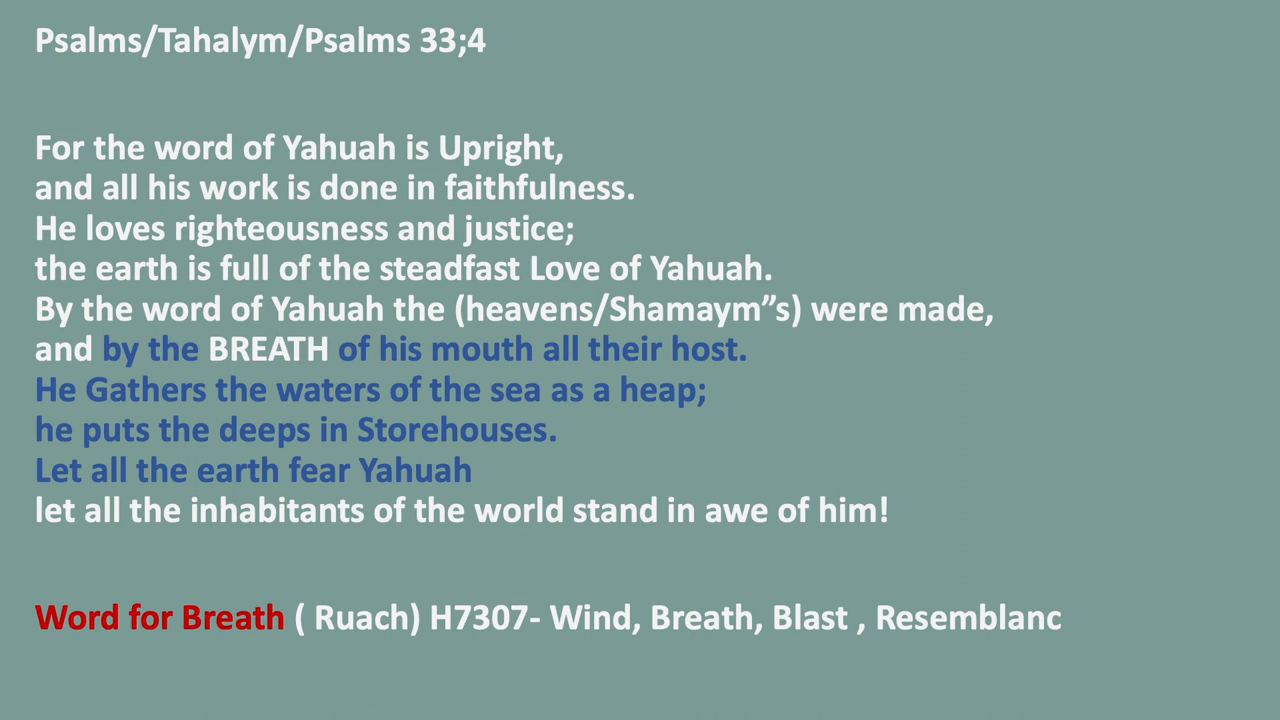 Psalms/Tahalym/Psalms 33;4
For the word of Yahuah is Upright,
and all his work is done in faithfulness.
He loves righteousness and justice;
the earth is full of the steadfast Love of Yahuah.
By the word of Yahuah the (heavens/Shamaym”s) were made,
and by the BREATH of his mouth all their host.
He Gathers the waters of the sea as a heap;
he puts the deeps in Storehouses.
Let all the earth fear Yahuah
let all the inhabitants of the world stand in awe of him!
Word for Breath ( Ruach) H7307- Wind, Breath, Blast , Resemblanc